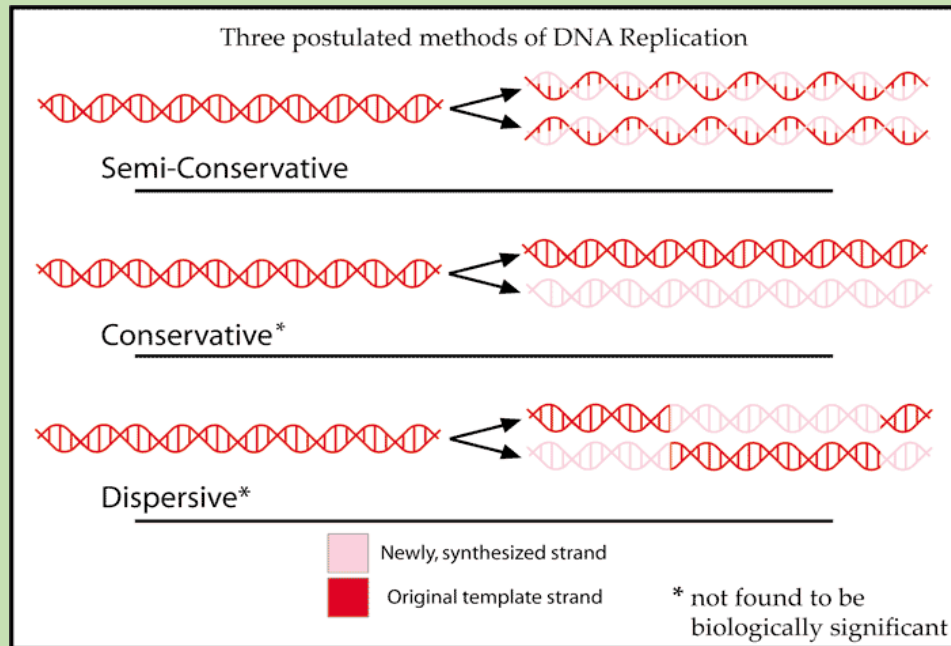 Three postulated methods of DNA Replication
Semi-Conservative
Conservative*
Dispersive*
Newly, synthesized strand
Original template strand
* not found to be
biologically significant